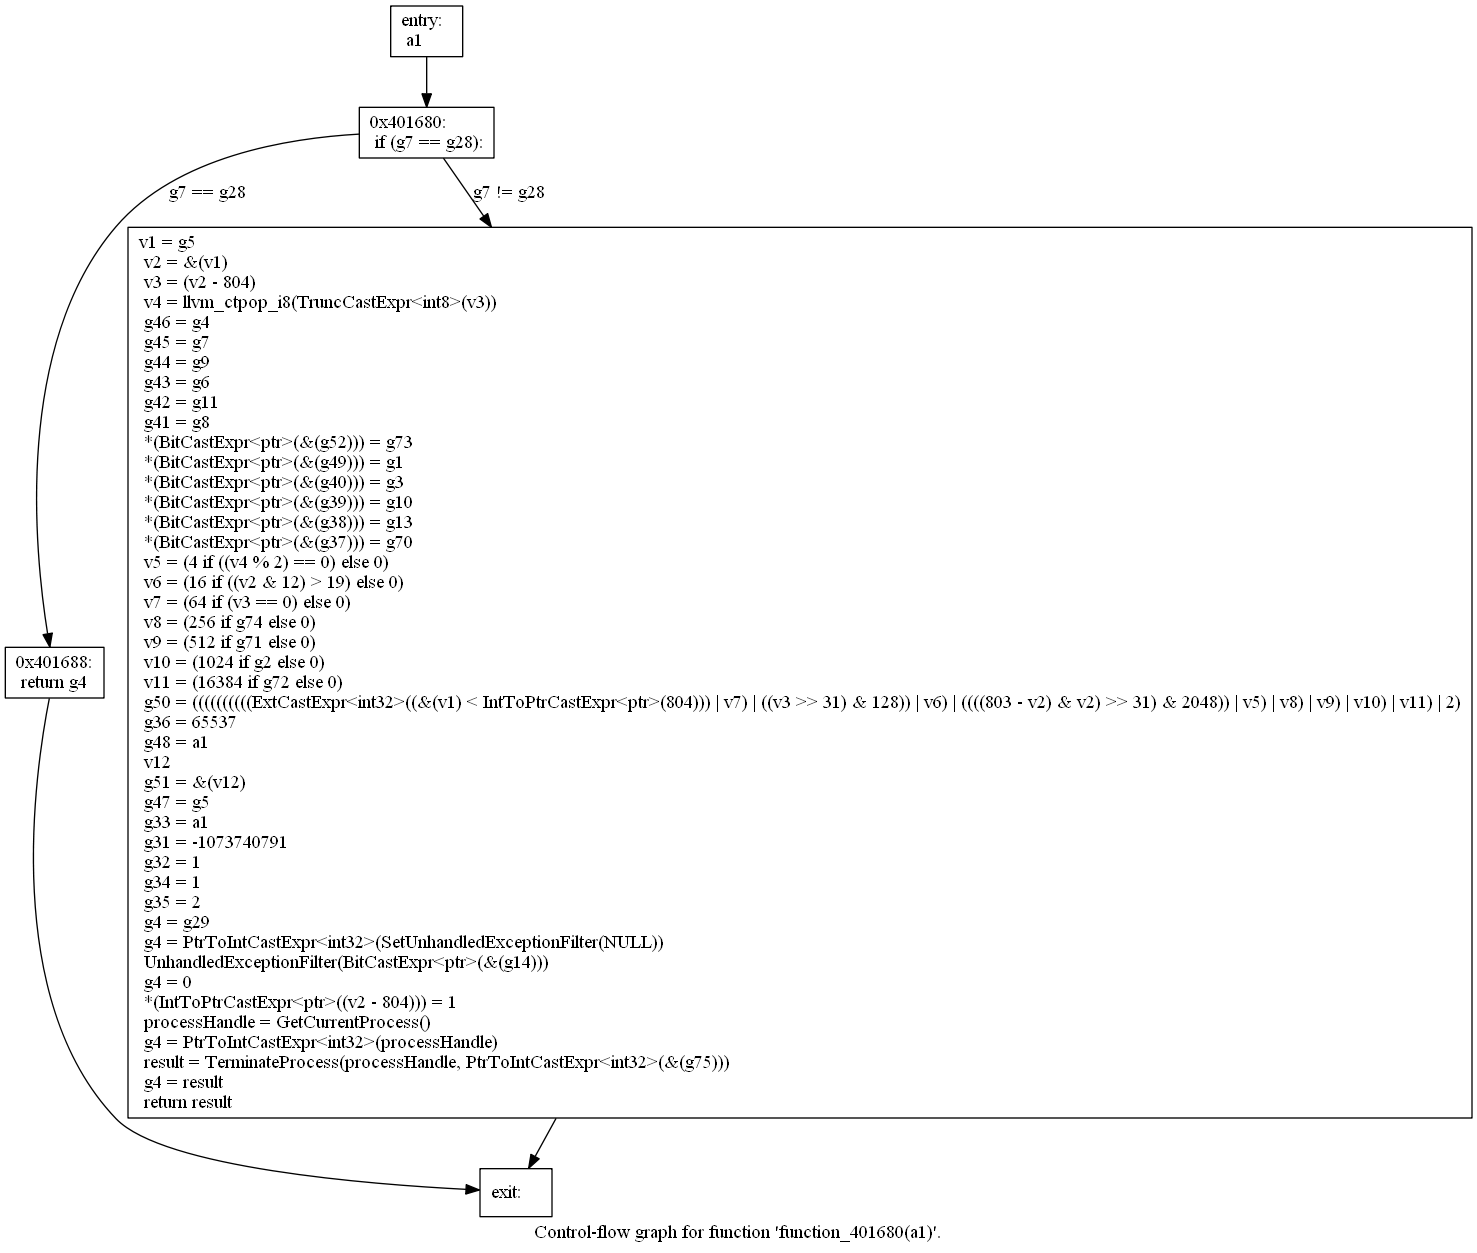 entry:
a1
0x401680:
if (g7 == g28):
g7 == g28
g7 != g28
v1 = g5
v2 = &(v1)
v3 = (v2 - 804)
v4 = llvm_ctpop_i8(TruncCastExpr<int8>(v3))
g46 = g4
g45 = g7
g44 = g9
g43 = g6
g42 = g11
g41 = g8
*(BitCastExpr<ptr>(&(g52))) = g73
*(BitCastExpr<ptr>(&(g49))) = g1
*(BitCastExpr<ptr>(&(g40))) = g3
*(BitCastExpr<ptr>(&(g39))) = g10
*(BitCastExpr<ptr>(&(g38))) = g13
*(BitCastExpr<ptr>(&(g37))) = g70
v5 = (4 if ((v4 % 2) == 0) else 0)
v6 = (16 if ((v2 & 12) > 19) else 0)
v7 = (64 if (v3 == 0) else 0)
v8 = (256 if g74 else 0)
v9 = (512 if g71 else 0)
v10 = (1024 if g2 else 0)
v11 = (16384 if g72 else 0)
g50 = ((((((((((ExtCastExpr<int32>((&(v1) < IntToPtrCastExpr<ptr>(804))) | v7) | ((v3 >> 31) & 128)) | v6) | ((((803 - v2) & v2) >> 31) & 2048)) | v5) | v8) | v9) | v10) | v11) | 2)
g36 = 65537
g48 = a1
v12
g51 = &(v12)
g47 = g5
g33 = a1
g31 = -1073740791
g32 = 1
g34 = 1
g35 = 2
g4 = g29
g4 = PtrToIntCastExpr<int32>(SetUnhandledExceptionFilter(NULL))
UnhandledExceptionFilter(BitCastExpr<ptr>(&(g14)))
g4 = 0
*(IntToPtrCastExpr<ptr>((v2 - 804))) = 1
processHandle = GetCurrentProcess()
g4 = PtrToIntCastExpr<int32>(processHandle)
result = TerminateProcess(processHandle, PtrToIntCastExpr<int32>(&(g75)))
g4 = result
return result
0x401688:
return g4
exit:
Control-flow graph for function 'function_401680(a1)'.